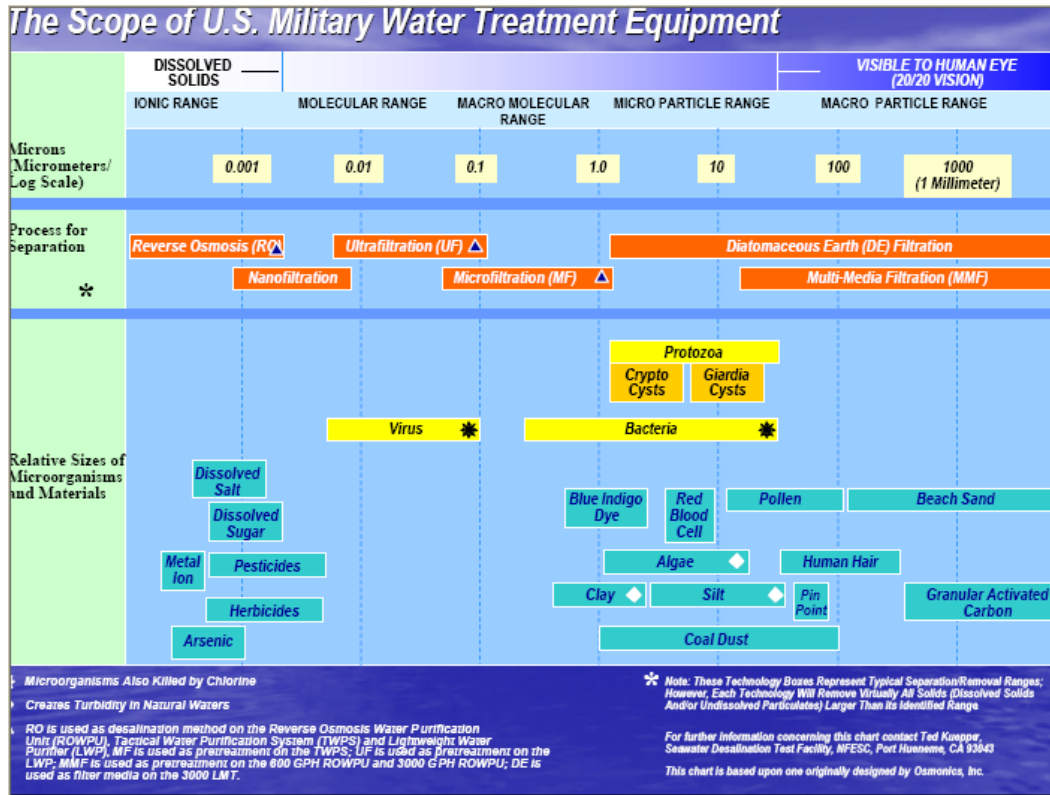 The Scope of U.S. Military Water Treatment Equipment
DISSOLVED
SOLIDS
VISIBLE TO HUMAN EYE
(20/20 VISION)
IONIC RANGE
MOLECULAR RANGE
MACRO MOLECULAR
RANGE
MICRO PARTICLE RANGE
MACRO PARTICLE RANGE
Microns
(Micrometers/
Log Scale)
0.001
0.01
0.1
1.0
10
100
1000
(1 Millimeter)
Process for
Separation
*
Reverse Osmosis (RO)
Ultrafiltration (UF)
Diatomaceous Earth (DE) Filtration
Nanofiltration
Microfiltration (MF)
Multi-Media Filtration (MMF)
Relative Sizes of
Microorganisms
and Materials
Protozoa
Crypto
Cysts
Giardia
Cysts
Virus
Bacteria
Dissolved
Salt
Dissolved
Sugar
Blue Indigo
Dye
Red
Blood
Cell
Pollen
Beach Sand
Metal
Ion
Pesticides
Algae
Human Hair
Herbicides
Clay
Silt
Pin
Point
Granular Activated
Carbon
Arsenic
Coal Dust
Microorganisms Also Killed by Chlorine
Creates Turbidity in Natural Waters
RO is used as desalination method on the Reverse Osmosis Water Purification
Unit (ROWPU), Tactical Water Purification System (TWPS) and Lightweight Water
Purifier (LWP), MF is used as pretreatment on the TWPS; UF is used as pretreatment on the
LWP; MMF is used as pretreatment on the 600 GPH ROWPU and 3000 GPH ROWPU; DE is
used as filter media on the 3000 LMT.
* Note: These Technology Boxes Represent Typical Separation/Removal Ranges;
However, Each Technology Will Remove Virtually All Solids (Dissolved Solids
And/or Undissolved Particulates) Larger Than its Identified Range
For further Information concerning this chart contact Ted Kuepper,
Seawater Desalination Test Facility, NFESC, Port Hueneme, CA 93043
This chart is based upon one originally designed by Osmonics, Inc.